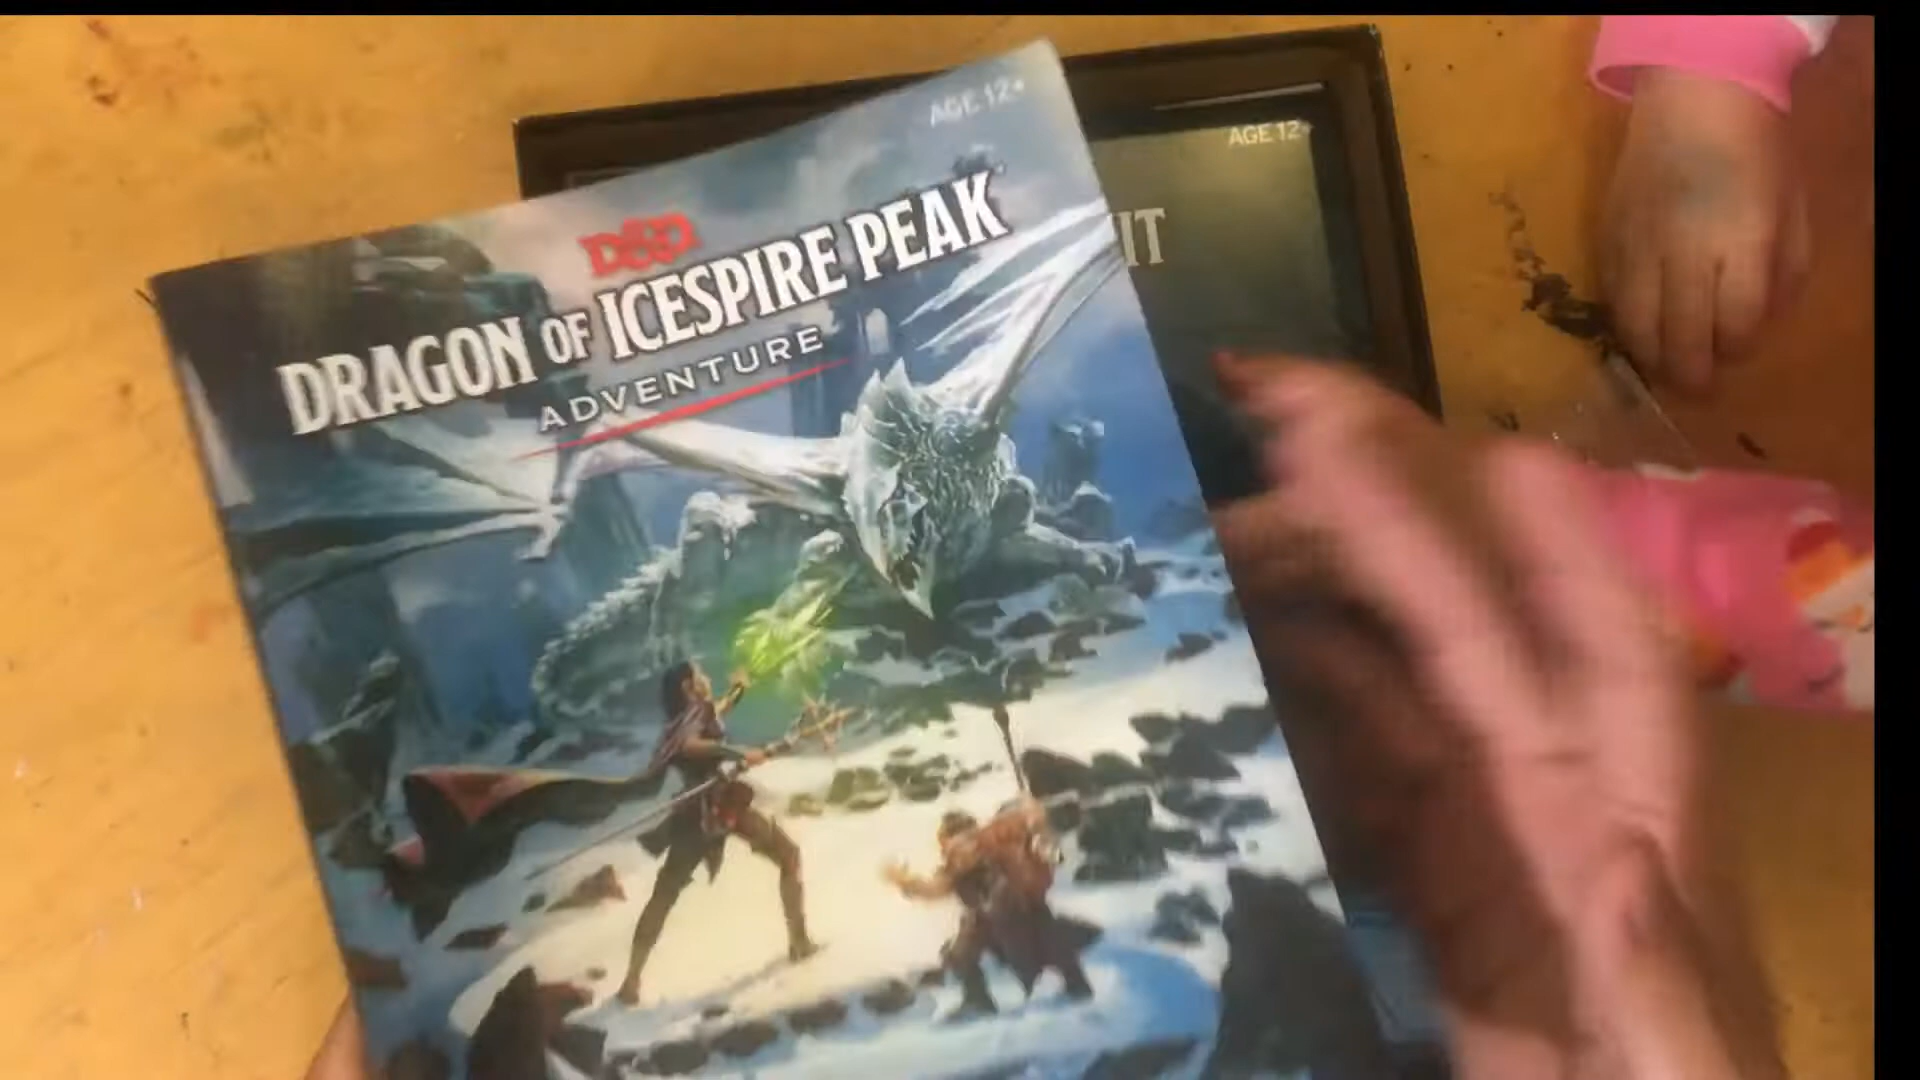 AGE 12+
D&D
DRAGON OF ICESPIRE PEAK
ADVENTURE
AGE 12+
IT